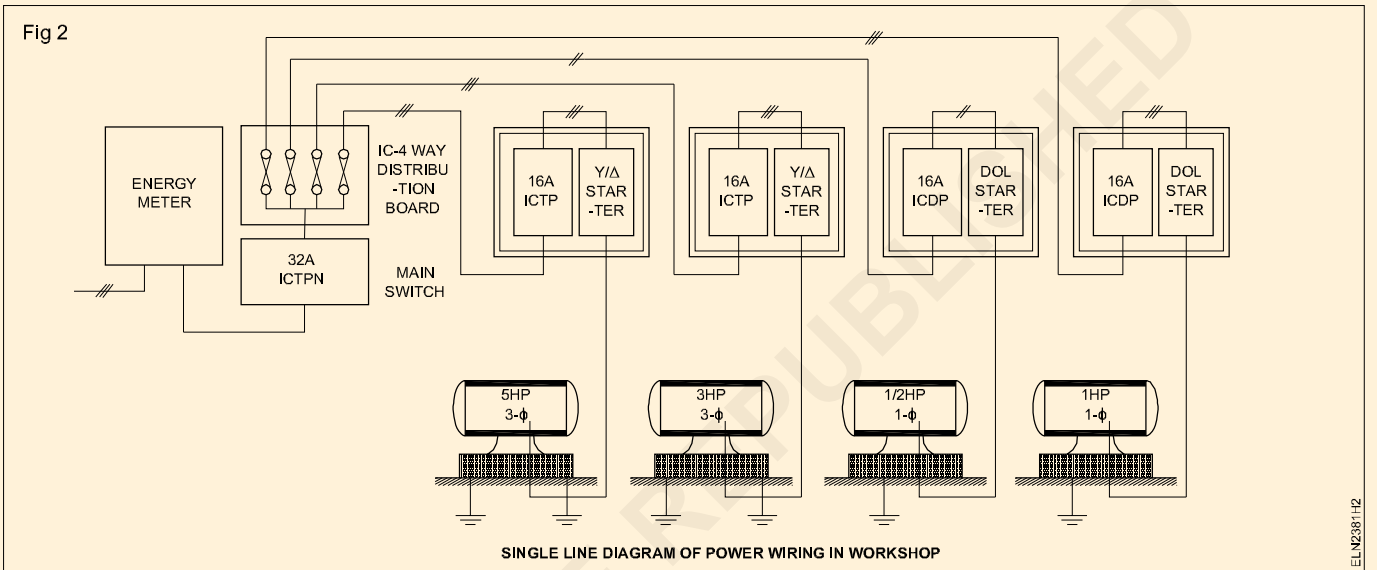 Fig 2
ENERGY
METER
IC-4 WAY
DISTRIBU
-TION
BOARD
32A
ICTPN
MAIN
SWITCH
16A
ICTP
Y/Δ
STAR
-TER
16A
ICTP
Y/Δ
STAR
-TER
16A
ICDP
DOL
STAR
-TER
16A
ICDP
DOL
STAR
-TER
5HP
3-ϕ
3HP
3-ϕ
1/2HP
1-ϕ
1HP
1-ϕ
SINGLE LINE DIAGRAM OF POWER WIRING IN WORKSHOP
ELN2381H2
REPUBLISHED